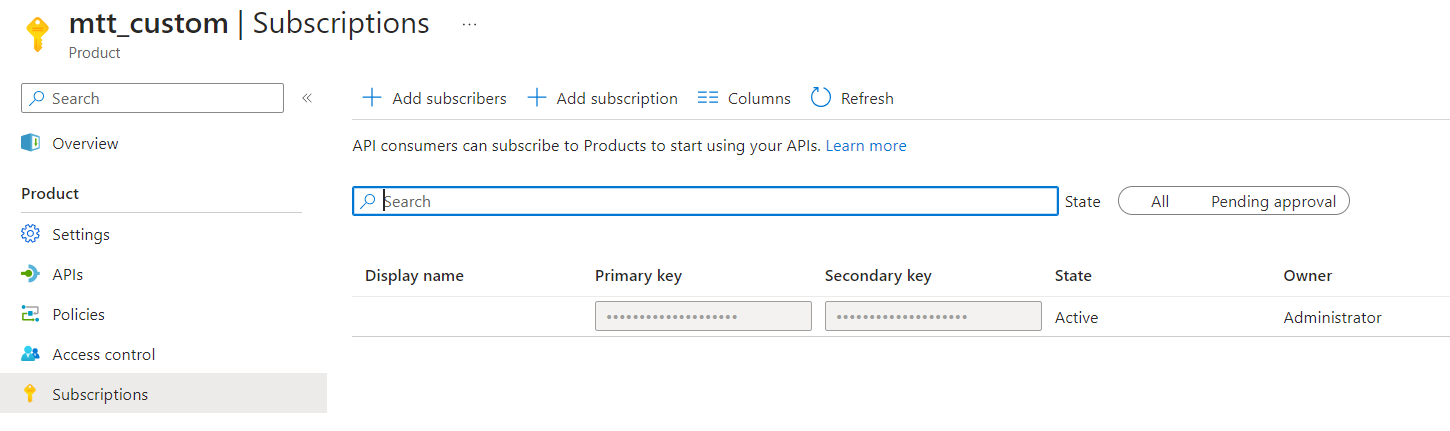 mtt_custom | Subscriptions ...
Product
Search «
Add subscribers Add subscription Columns Refresh
Overview
API consumers can subscribe to Products to start using your APIs. Learn more
Product
Search State All Pending approval
Settings
APIs
Display name Primary key Secondary key State Owner
Policies
•••••••••••••••••••• •••••••••••••••••••• Active Administrator
Access control
Subscriptions